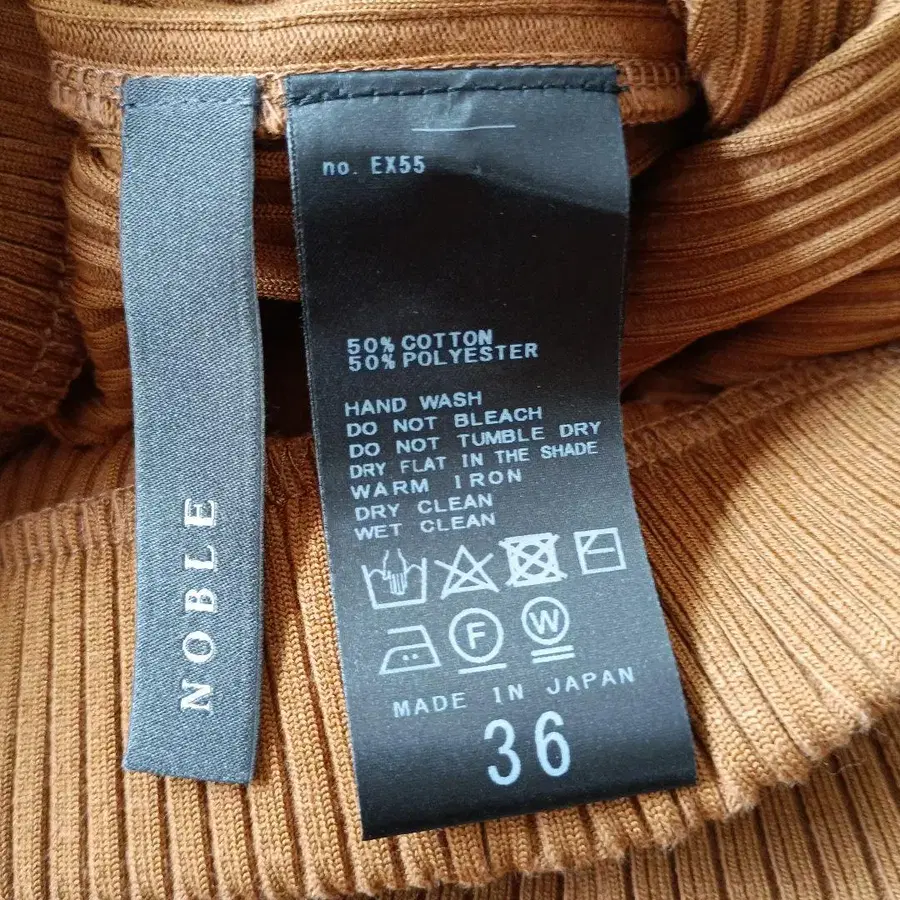 NOBLE
no. EX55
50% COTTON
50% POLYESTER
HAND WASH
DO NOT BLEACH
DO NOT TUMBLE DRY
DRY FLAT IN THE SHADE
WARM IRON
DRY CLEAN
WET CLEAN
F W
MADE IN JAPAN
36